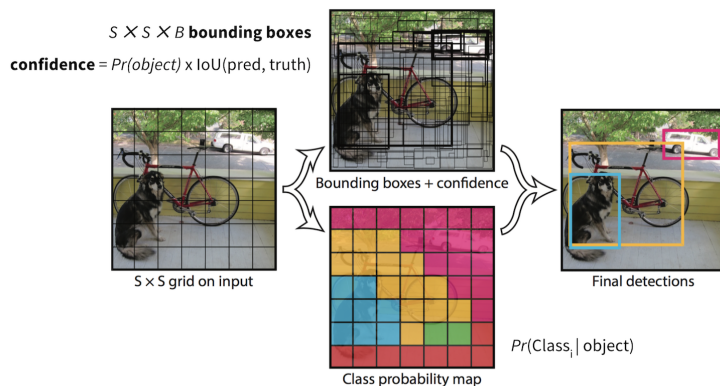 S × S × B bounding boxes
confidence = Pr(object) x IoU(pred, truth)
Bounding boxes + confidence
S × S grid on input
Final detections
Pr(Classᵢ | object)
Class probability map